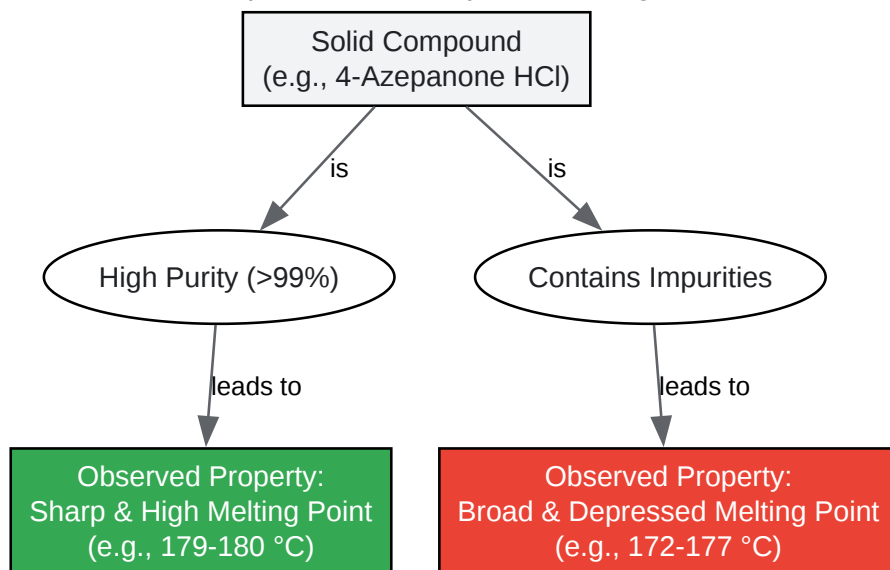 Solid Compound
(e.g., 4-Azepanone HCl)
is
is
High Purity (>99%)
Contains Impurities
leads to
leads to
Observed Property:
Sharp & High Melting Point
(e.g., 179-180 °C)
Observed Property:
Broad & Depressed Melting Point
(e.g., 172-177 °C)